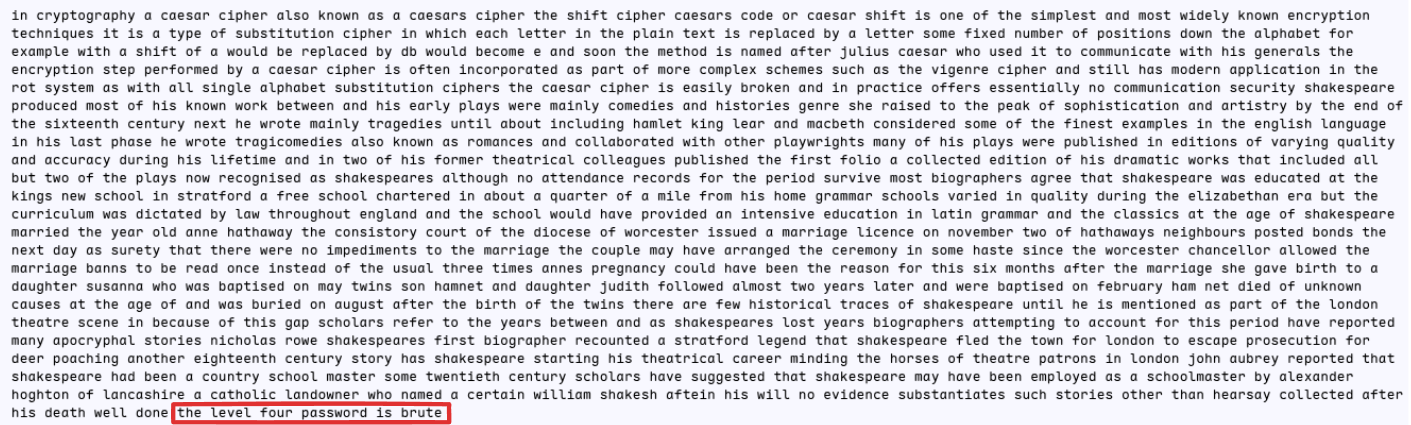 in cryptography a caesar cipher also known as a caesars cipher the shift cipher caesars code or caesar shift is one of the simplest and most widely known encryption
techniques it is a type of substitution cipher in which each letter in the plain text is replaced by a letter some fixed number of positions down the alphabet for
example with a shift of a would be replaced by db would become e and soon the method is named after julius caesar who used it to communicate with his generals the
encryption step performed by a caesar cipher is often incorporated as part of more complex schemes such as the vigenre cipher and still has modern application in the
rot system as with all single alphabet substitution ciphers the caesar cipher is easily broken and in practice offers essentially no communication security shakespeare
produced most of his known work between and his early plays were mainly comedies and histories genre she raised to the peak of sophistication and artistry by the end of
the sixteenth century next he wrote mainly tragedies until about including hamlet king lear and macbeth considered some of the finest examples in the english language
in his last phase he wrote tragicomedies also known as romances and collaborated with other playwrights many of his plays were published in editions of varying quality
and accuracy during his lifetime and in two of his former theatrical colleagues published the first folio a collected edition of his dramatic works that included all
but two of the plays now recognised as shakespeares although no attendance records for the period survive most biographers agree that shakespeare was educated at the
kings new school in stratford a free school chartered in about a quarter of a mile from his home grammar schools varied in quality during the elizabethan era but the
curriculum was dictated by law throughout england and the school would have provided an intensive education in latin grammar and the classics at the age of shakespeare
married the year old anne hathaway the consistory court of the diocese of worcester issued a marriage licence on november two of hathaways neighbours posted bonds the
next day as surety that there were no impediments to the marriage the couple may have arranged the ceremony in some haste since the worcester chancellor allowed the
marriage banns to be read once instead of the usual three times annes pregnancy could have been the reason for this six months after the marriage she gave birth to a
daughter susanna who was baptised on may twins son hamnet and daughter judith followed almost two years later and were baptised on february ham net died of unknown
causes at the age of and was buried on august after the birth of the twins there are few historical traces of shakespeare until he is mentioned as part of the london
theatre scene in because of this gap scholars refer to the years between and as shakespeares lost years biographers attempting to account for this period have reported
many apocryphal stories nicholas rowe shakespeares first biographer recounted a stratford legend that shakespeare fled the town for london to escape prosecution for
deer poaching another eighteenth century story has shakespeare starting his theatrical career minding the horses of theatre patrons in london john aubrey reported that
shakespeare had been a country school master some twentieth century scholars have suggested that shakespeare may have been employed as a schoolmaster by alexander
hoghton of lancashire a catholic landowner who named a certain william shakesh aftein his will no evidence substantiates such stories other than hearsay collected after
his death well done the level four password is brute